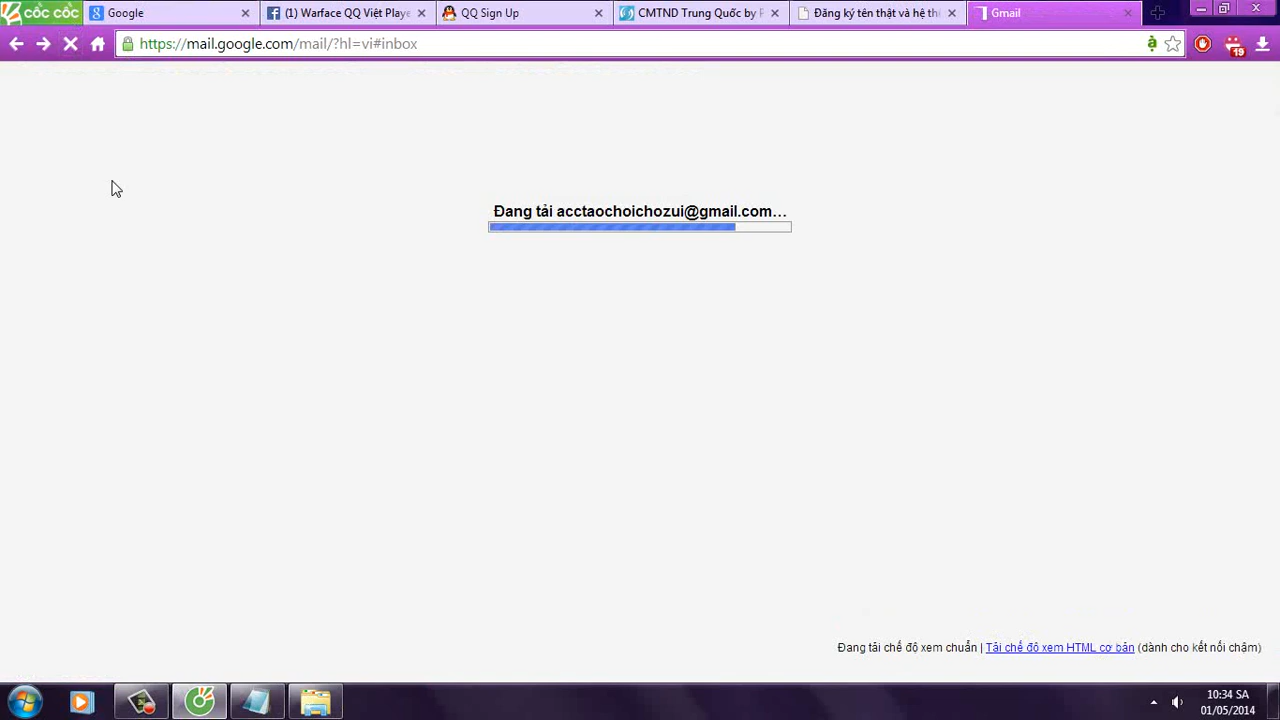 CỐC CỐC
Google
(1) Warface QQ Việt Playe
QQ Sign Up
CMTND Trung Quốc by P
Đăng ký tên thật và hệ th
Gmail
https://mail.google.com/mail/?hl=vi#inbox
19
Đang tải acctaochoichozui@gmail.com...
Đang tải chế độ xem chuẩn | Tải chế độ xem HTML cơ bản (dành cho kết nối chậm)
10:34 SA
01/05/2014